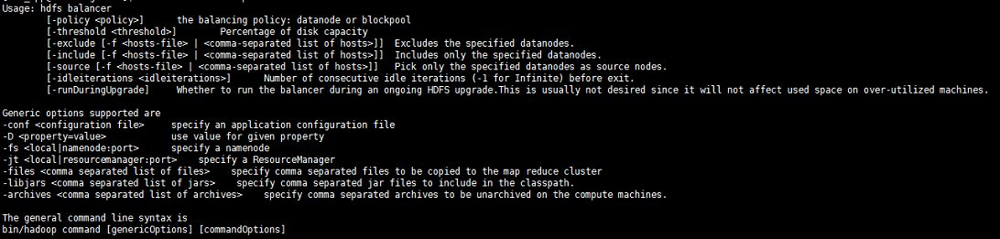 Usage: hdfs balancer
[-policy <policy>] the balancing policy: datanode or blockpool
[-threshold <threshold>] Percentage of disk capacity
[-exclude [-f <hosts-file> | <comma-separated list of hosts>]] Excludes the specified datanodes.
[-include [-f <hosts-file> | <comma-separated list of hosts>]] Includes only the specified datanodes.
[-source [-f <hosts-file> | <comma-separated list of hosts>]] Pick only the specified datanodes as source nodes.
[-idleiterations <idleiterations>] Number of consecutive idle iterations (-1 for Infinite) before exit.
[-runDuringUpgrade] Whether to run the balancer during an ongoing HDFS upgrade.This is usually not desired since it will not affect used space on over-utilized machines.
Generic options supported are
-conf <configuration file> specify an application configuration file
-D <property=value> use value for given property
-fs <local|namenode:port> specify a namenode
-jt <local|resourcemanager:port> specify a ResourceManager
-files <comma separated list of files> specify comma separated files to be copied to the map reduce cluster
-libjars <comma separated list of jars> specify comma separated jar files to include in the classpath.
-archives <comma separated list of archives> specify comma separated archives to be unarchived on the compute machines.
The general command line syntax is
bin/hadoop command [genericOptions] [commandOptions]